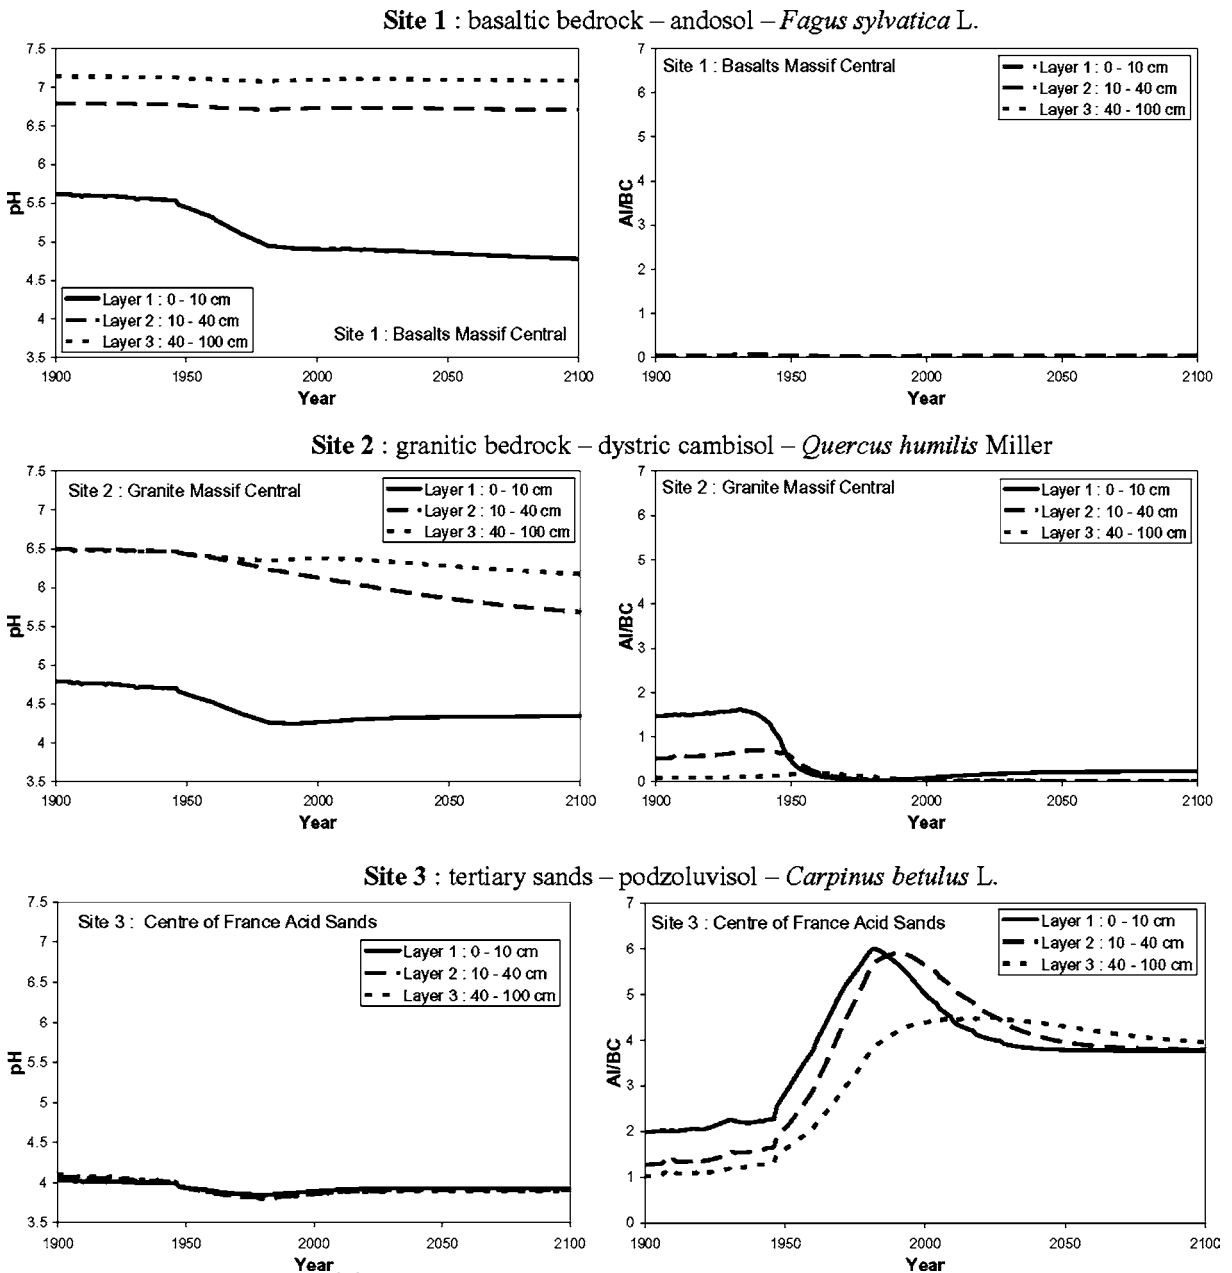 Site 1 : basaltic bedrock – andosol – Fagus sylvatica L.
7.5
7
6.5
6
5.5
5
4.5
4
3.5
pH
Layer 1 : 0 - 10 cm
Layer 2 : 10 - 40 cm
Layer 3 : 40 - 100 cm
Site 1 : Basalts Massif Central
1900
1950
2000
2050
2100
Year
7
6
5
4
3
2
1
0
Al/BC
Site 1 : Basalts Massif Central
Layer 1 : 0 - 10 cm
Layer 2 : 10 - 40 cm
Layer 3 : 40 - 100 cm
1900
1950
2000
2050
2100
Year
Site 2 : granitic bedrock – dystric cambisol – Quercus humilis Miller
7.5
7
6.5
6
5.5
5
4.5
4
3.5
pH
Site 2 : Granite Massif Central
Layer 1 : 0 - 10 cm
Layer 2 : 10 - 40 cm
Layer 3 : 40 - 100 cm
1900
1950
2000
2050
2100
Year
7
6
5
4
3
2
1
0
Al/BC
Site 2 : Granite Massif Central
Layer 1 : 0 - 10 cm
Layer 2 : 10 - 40 cm
Layer 3 : 40 - 100 cm
1900
1950
2000
2050
2100
Year
Site 3 : tertiary sands – podzoluvisol – Carpinus betulus L.
7.5
7
6.5
6
5.5
5
4.5
4
3.5
pH
Site 3 : Centre of France Acid Sands
Layer 1 : 0 - 10 cm
Layer 2 : 10 - 40 cm
Layer 3 : 40 - 100 cm
1900
1950
2000
2050
2100
Year
7
6
5
4
3
2
1
0
Al/BC
Site 3 : Centre of France Acid Sands
Layer 1 : 0 - 10 cm
Layer 2 : 10 - 40 cm
Layer 3 : 40 - 100 cm
1900
1950
2000
2050
2100
Year